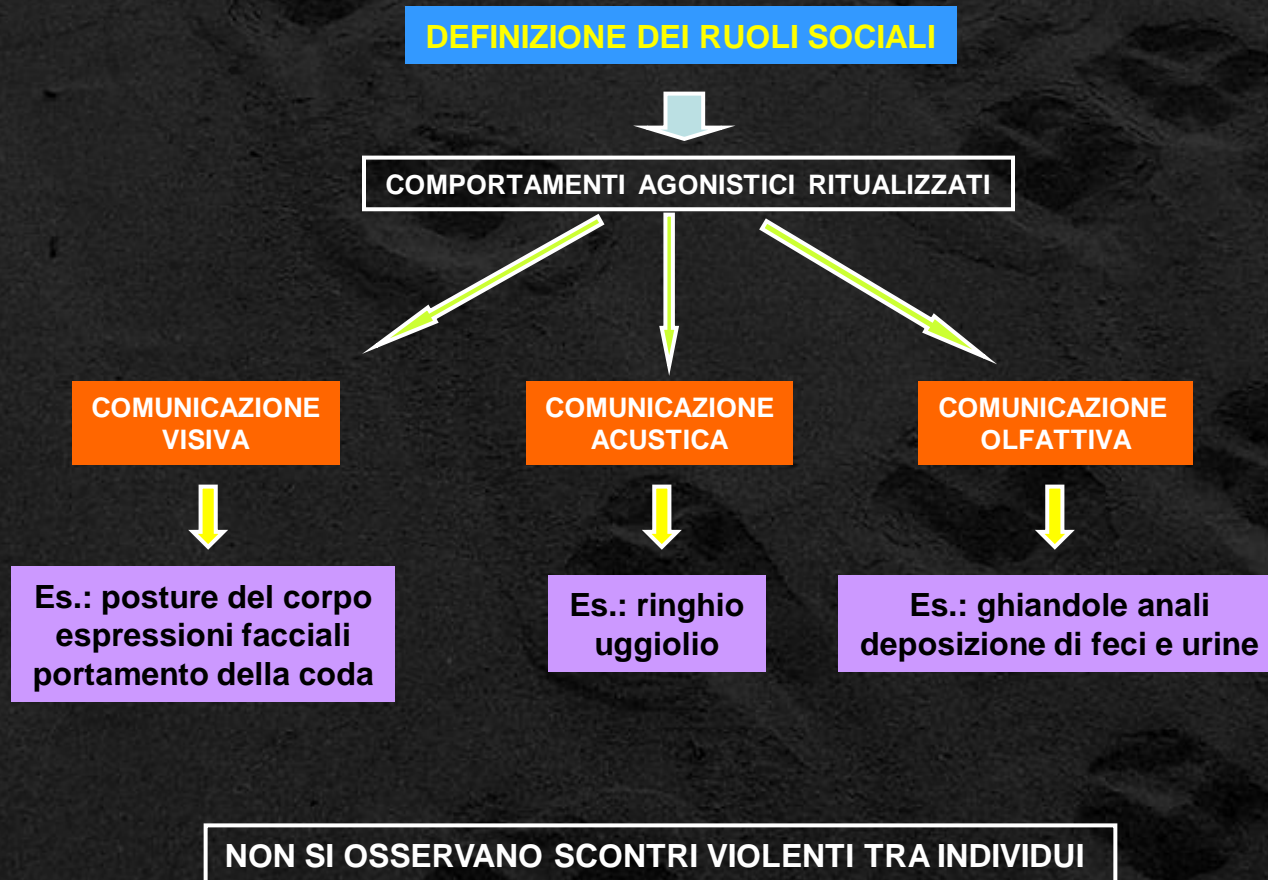 DEFINIZIONE DEI RUOLI SOCIALI
COMPORTAMENTI AGONISTICI RITUALIZZATI
COMUNICAZIONE
VISIVA
COMUNICAZIONE
ACUSTICA
COMUNICAZIONE
OLFATTIVA
Es.: posture del corpo
espressioni facciali
portamento della coda
Es.: ringhio
uggiolio
Es.: ghiandole anali
deposizione di feci e urine
NON SI OSSERVANO SCONTRI VIOLENTI TRA INDIVIDUI